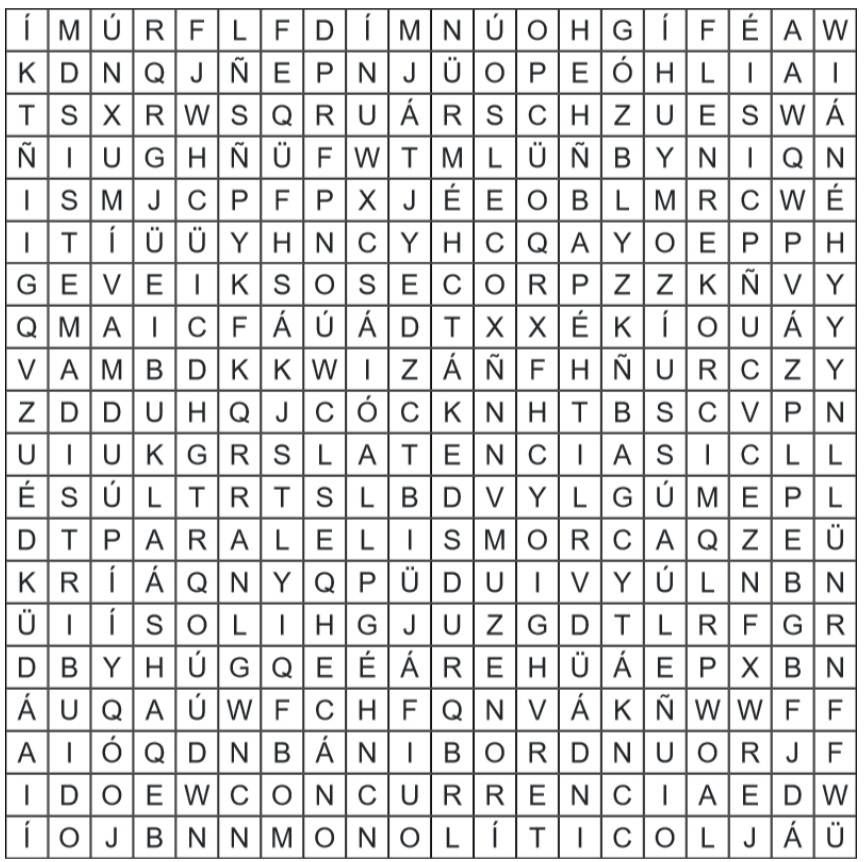 Í M Ú R F L F D Í M N Ú O H G Í F É A W
K D N Q J Ñ E P N J Ü O P E Ó H L I A I
T S X R W S Q R U Á R S C H Z U E S W Á
Ñ I U G H Ñ Ü F W T M L Ü Ñ B Y N I Q N
I S M J C P F P X J É E O B L M R C W É
I T Í Ü Ü Y H N C Y H C Q A Y O E P P H
G E V E I K S O S E C O R P Z Z K Ñ V Y
Q M A I C F Á Ú Á D T X X É K Í O U Á Y
V A M B D K K W I Z Á Ñ F H Ñ U R C Z Y
Z D D U H Q J C Ó C K N H T B S C V P N
U I U K G R S L A T E N C I A S I C L L
É S Ú L T R T S L B D V Y L G Ú M E P L
D T P A R A L E L I S M O R C A Q Z E Ü
K R Í Á Q N Y Q P Ü D U I V Y Ú L N B N
Ü I Í S O L I H G J U Z G D T L R F G R
D B Y H Ú G Q E É Á R E H Ü Á E P X B N
Á U Q A Ú W F C H F Q N V Á K Ñ W W F F
A I Ó Q D N B Á N I B O R D N U O R J F
I D O E W C O N C U R R E N C I A E D W
Í O J B N N M O N O L Í T I C O L J Á Ü